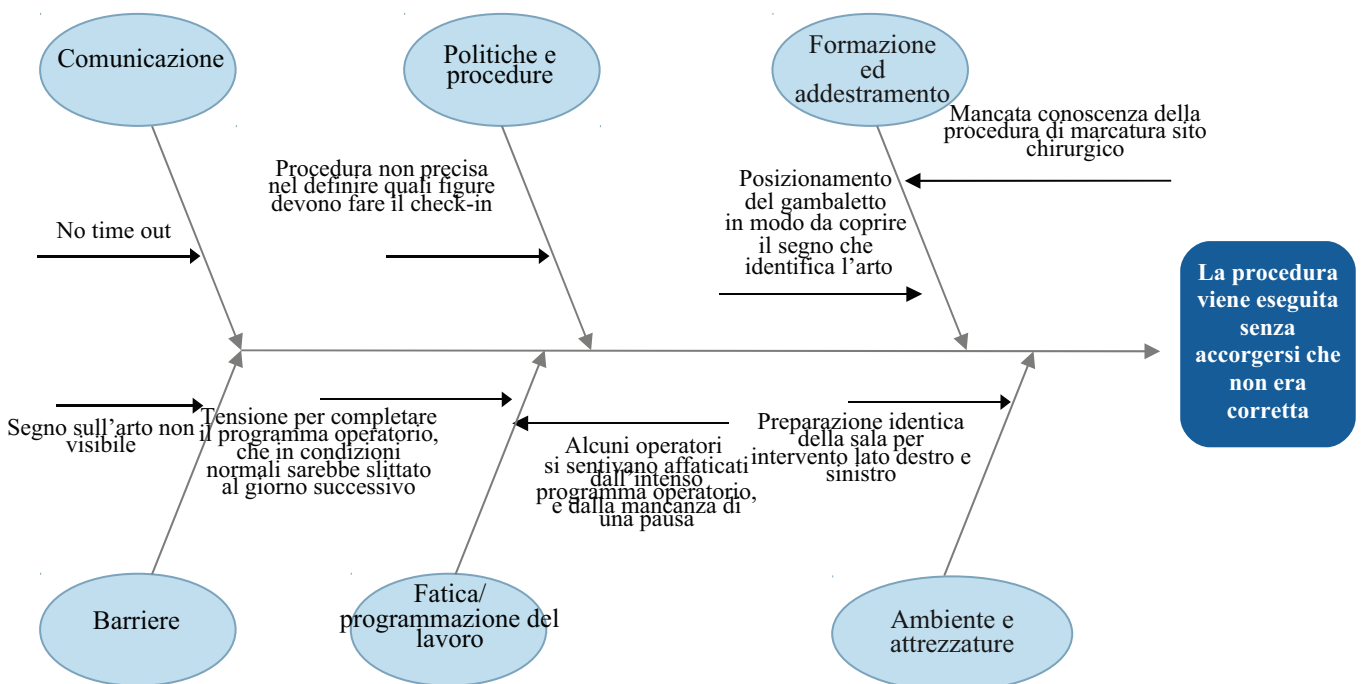 Comunicazione
Politiche e
procedure
Formazione
ed
addestramento
Mancata conoscenza della
procedura di marcatura sito
chirurgico
Procedura non precisa
nel definire quali figure
devono fare il check-in
Posizionamento
del gambaletto
in modo da coprire
il segno che
identifica l’arto
No time out
La procedura
viene eseguita
senza
accorgersi che
non era
corretta
Segno sull’arto non
visibile
Tensione per completare
il programma operatorio,
che in condizioni
normali sarebbe slittato
al giorno successivo
Alcuni operatori
si sentivano affaticati
dall’intenso
programma operatorio,
e dalla mancanza di
una pausa
Preparazione identica
della sala per
intervento lato destro e
sinistro
Barriere
Fatica/
programmazione del
lavoro
Ambiente e
attrezzature